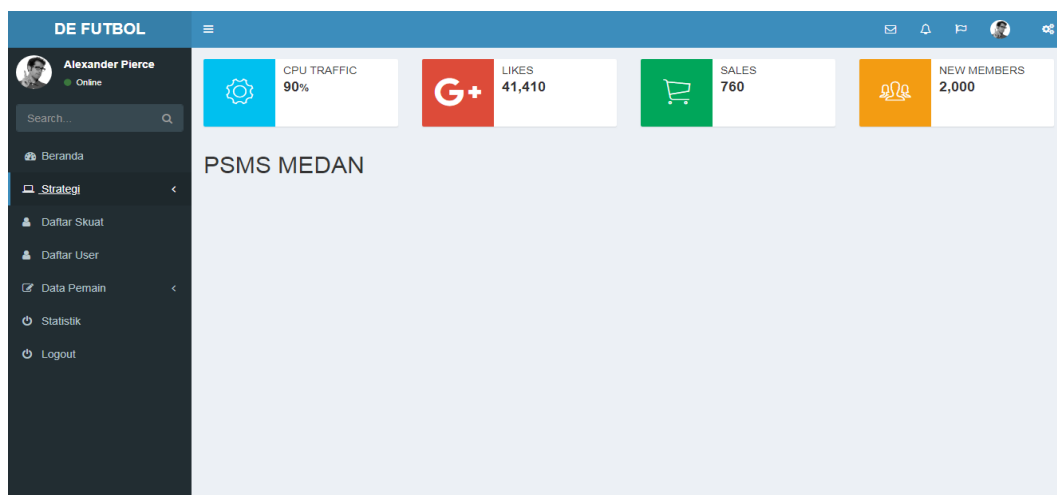 DE FUTBOL
Alexander Pierce
Online
Search...
Beranda
Strategi
Daftar Skuat
Daftar User
Data Pemain
Statistik
Logout
CPU TRAFFIC
90%
G+
LIKES
41,410
SALES
760
NEW MEMBERS
2,000
PSMS MEDAN